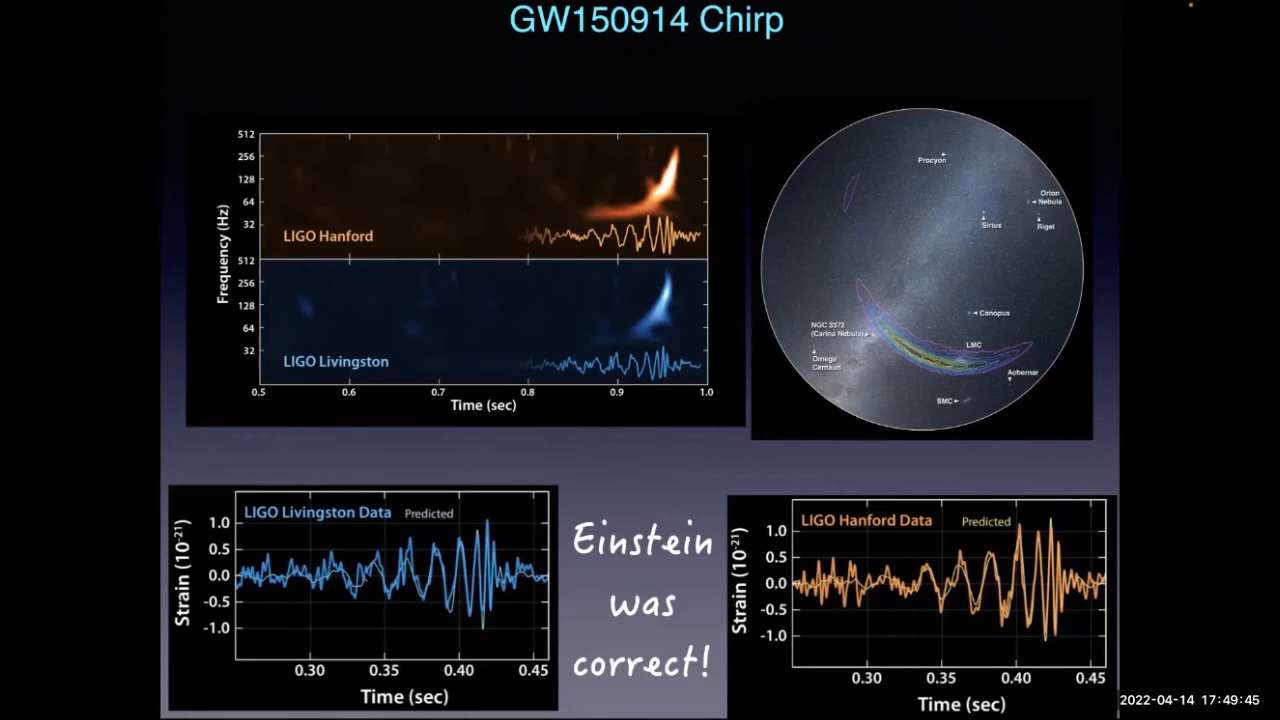 GW150914 Chirp
512
256
128
64
32
LIGO Hanford
Frequency (Hz)
512
256
128
64
32
LIGO Livingston
0.5 0.6 0.7 0.8 0.9 1.0
Time (sec)
Procyon
Orion
Nebula
Sirius
Rigel
Canopus
NGC 3372
(Carina Nebula)
LMC
Omega
Centauri
Achernar
SMC
LIGO Livingston Data Predicted
Strain (10⁻²¹)
1.0
0.5
0.0
-0.5
-1.0
0.30 0.35 0.40 0.45
Time (sec)
Einstein
was
correct!
LIGO Hanford Data Predicted
Strain (10⁻²¹)
1.0
0.5
0.0
-0.5
-1.0
0.30 0.35 0.40 0.45
Time (sec)
2022-04-14 17:49:45